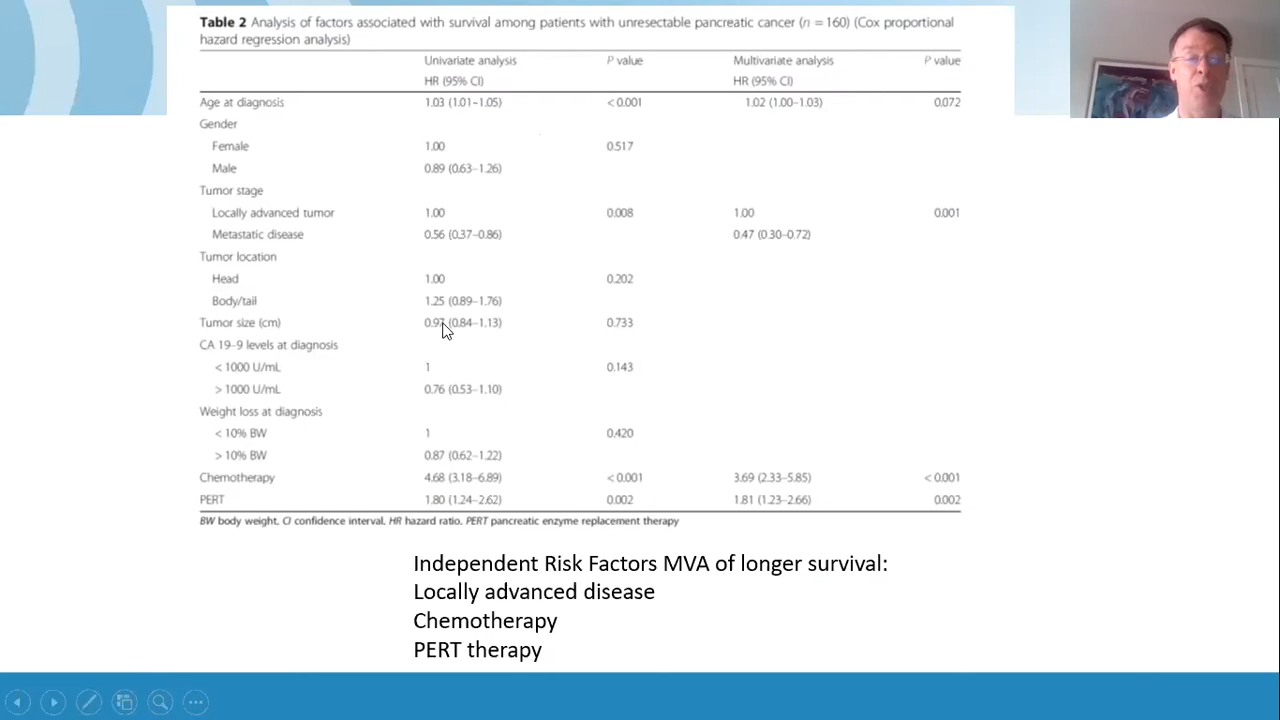 Table 2 Analysis of factors associated with survival among patients with unresectable pancreatic cancer (n = 160) (Cox proportional
hazard regression analysis)
Univariate analysis P value Multivariate analysis P value
HR (95% CI) HR (95% CI)
Age at diagnosis 1.03 (1.01–1.05) < 0.001 1.02 (1.00–1.03) 0.072
Gender
Female 1.00 0.517
Male 0.89 (0.63–1.26)
Tumor stage
Locally advanced tumor 1.00 0.008 1.00 0.001
Metastatic disease 0.56 (0.37–0.86) 0.47 (0.30–0.72)
Tumor location
Head 1.00 0.202
Body/tail 1.25 (0.89–1.76)
Tumor size (cm) 0.97 (0.84–1.13) 0.733
CA 19–9 levels at diagnosis
< 1000 U/mL 1 0.143
> 1000 U/mL 0.76 (0.53–1.10)
Weight loss at diagnosis
< 10% BW 1 0.420
> 10% BW 0.87 (0.62–1.22)
Chemotherapy 4.68 (3.18–6.89) < 0.001 3.69 (2.33–5.85) < 0.001
PERT 1.80 (1.24–2.62) 0.002 1.81 (1.23–2.66) 0.002
BW body weight, CI confidence interval, HR hazard ratio, PERT pancreatic enzyme replacement therapy
Independent Risk Factors MVA of longer survival:
Locally advanced disease
Chemotherapy
PERT therapy